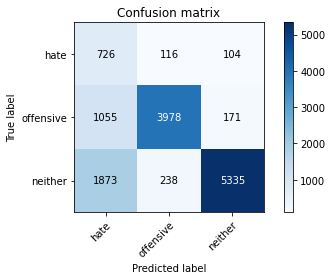 Confusion matrix
hate 726 116 104
offensive 1055 3978 171
neither 1873 238 5335
hate offensive neither
True label
Predicted label
5000
4000
3000
2000
1000